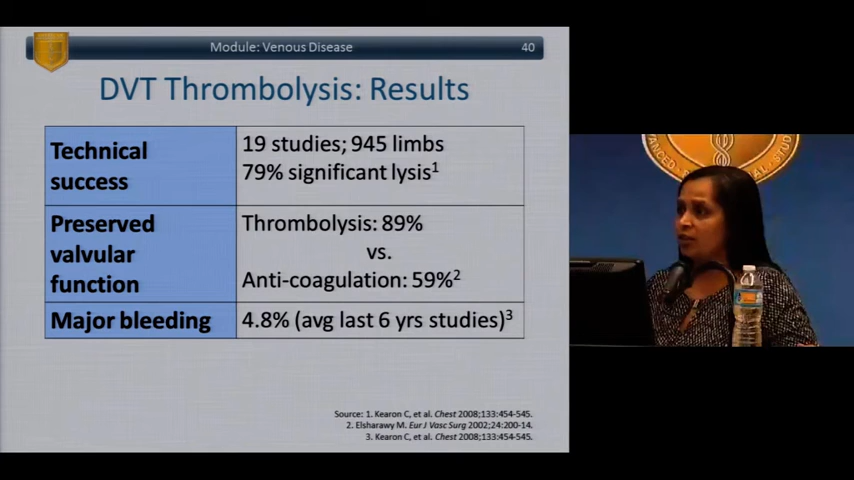 Module: Venous Disease 40
DVT Thrombolysis: Results
Technical success
19 studies; 945 limbs
79% significant lysis1
Preserved valvular function
Thrombolysis: 89%
vs.
Anti-coagulation: 59%2
Major bleeding
4.8% (avg last 6 yrs studies)3
Source: 1. Kearon C, et al. Chest 2008;133:454-545.
2. Elsharawy M. Eur J Vasc Surg 2002;24:200-14.
3. Kearon C, et al. Chest 2008;133:454-545.